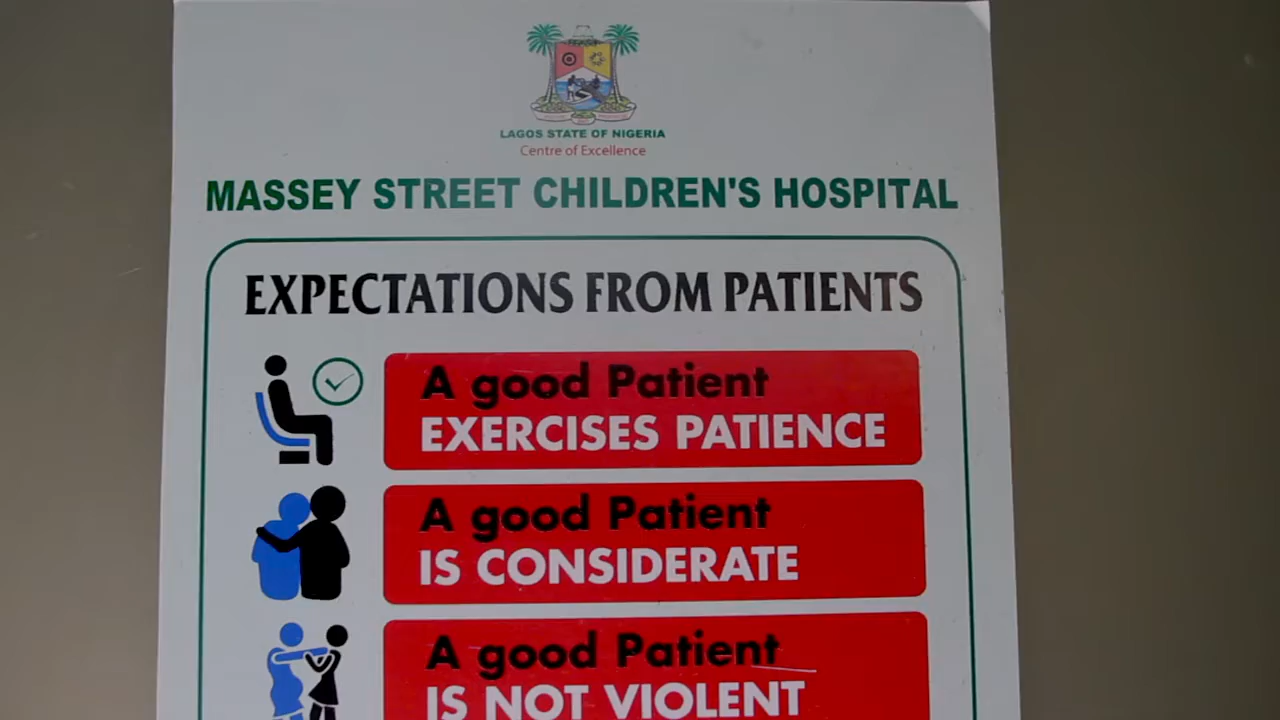 LAGOS STATE OF NIGERIA
Centre of Excellence
MASSEY STREET CHILDREN'S HOSPITAL
EXPECTATIONS FROM PATIENTS
A good Patient
EXERCISES PATIENCE
A good Patient
IS CONSIDERATE
A good Patient
IS NOT VIOLENT